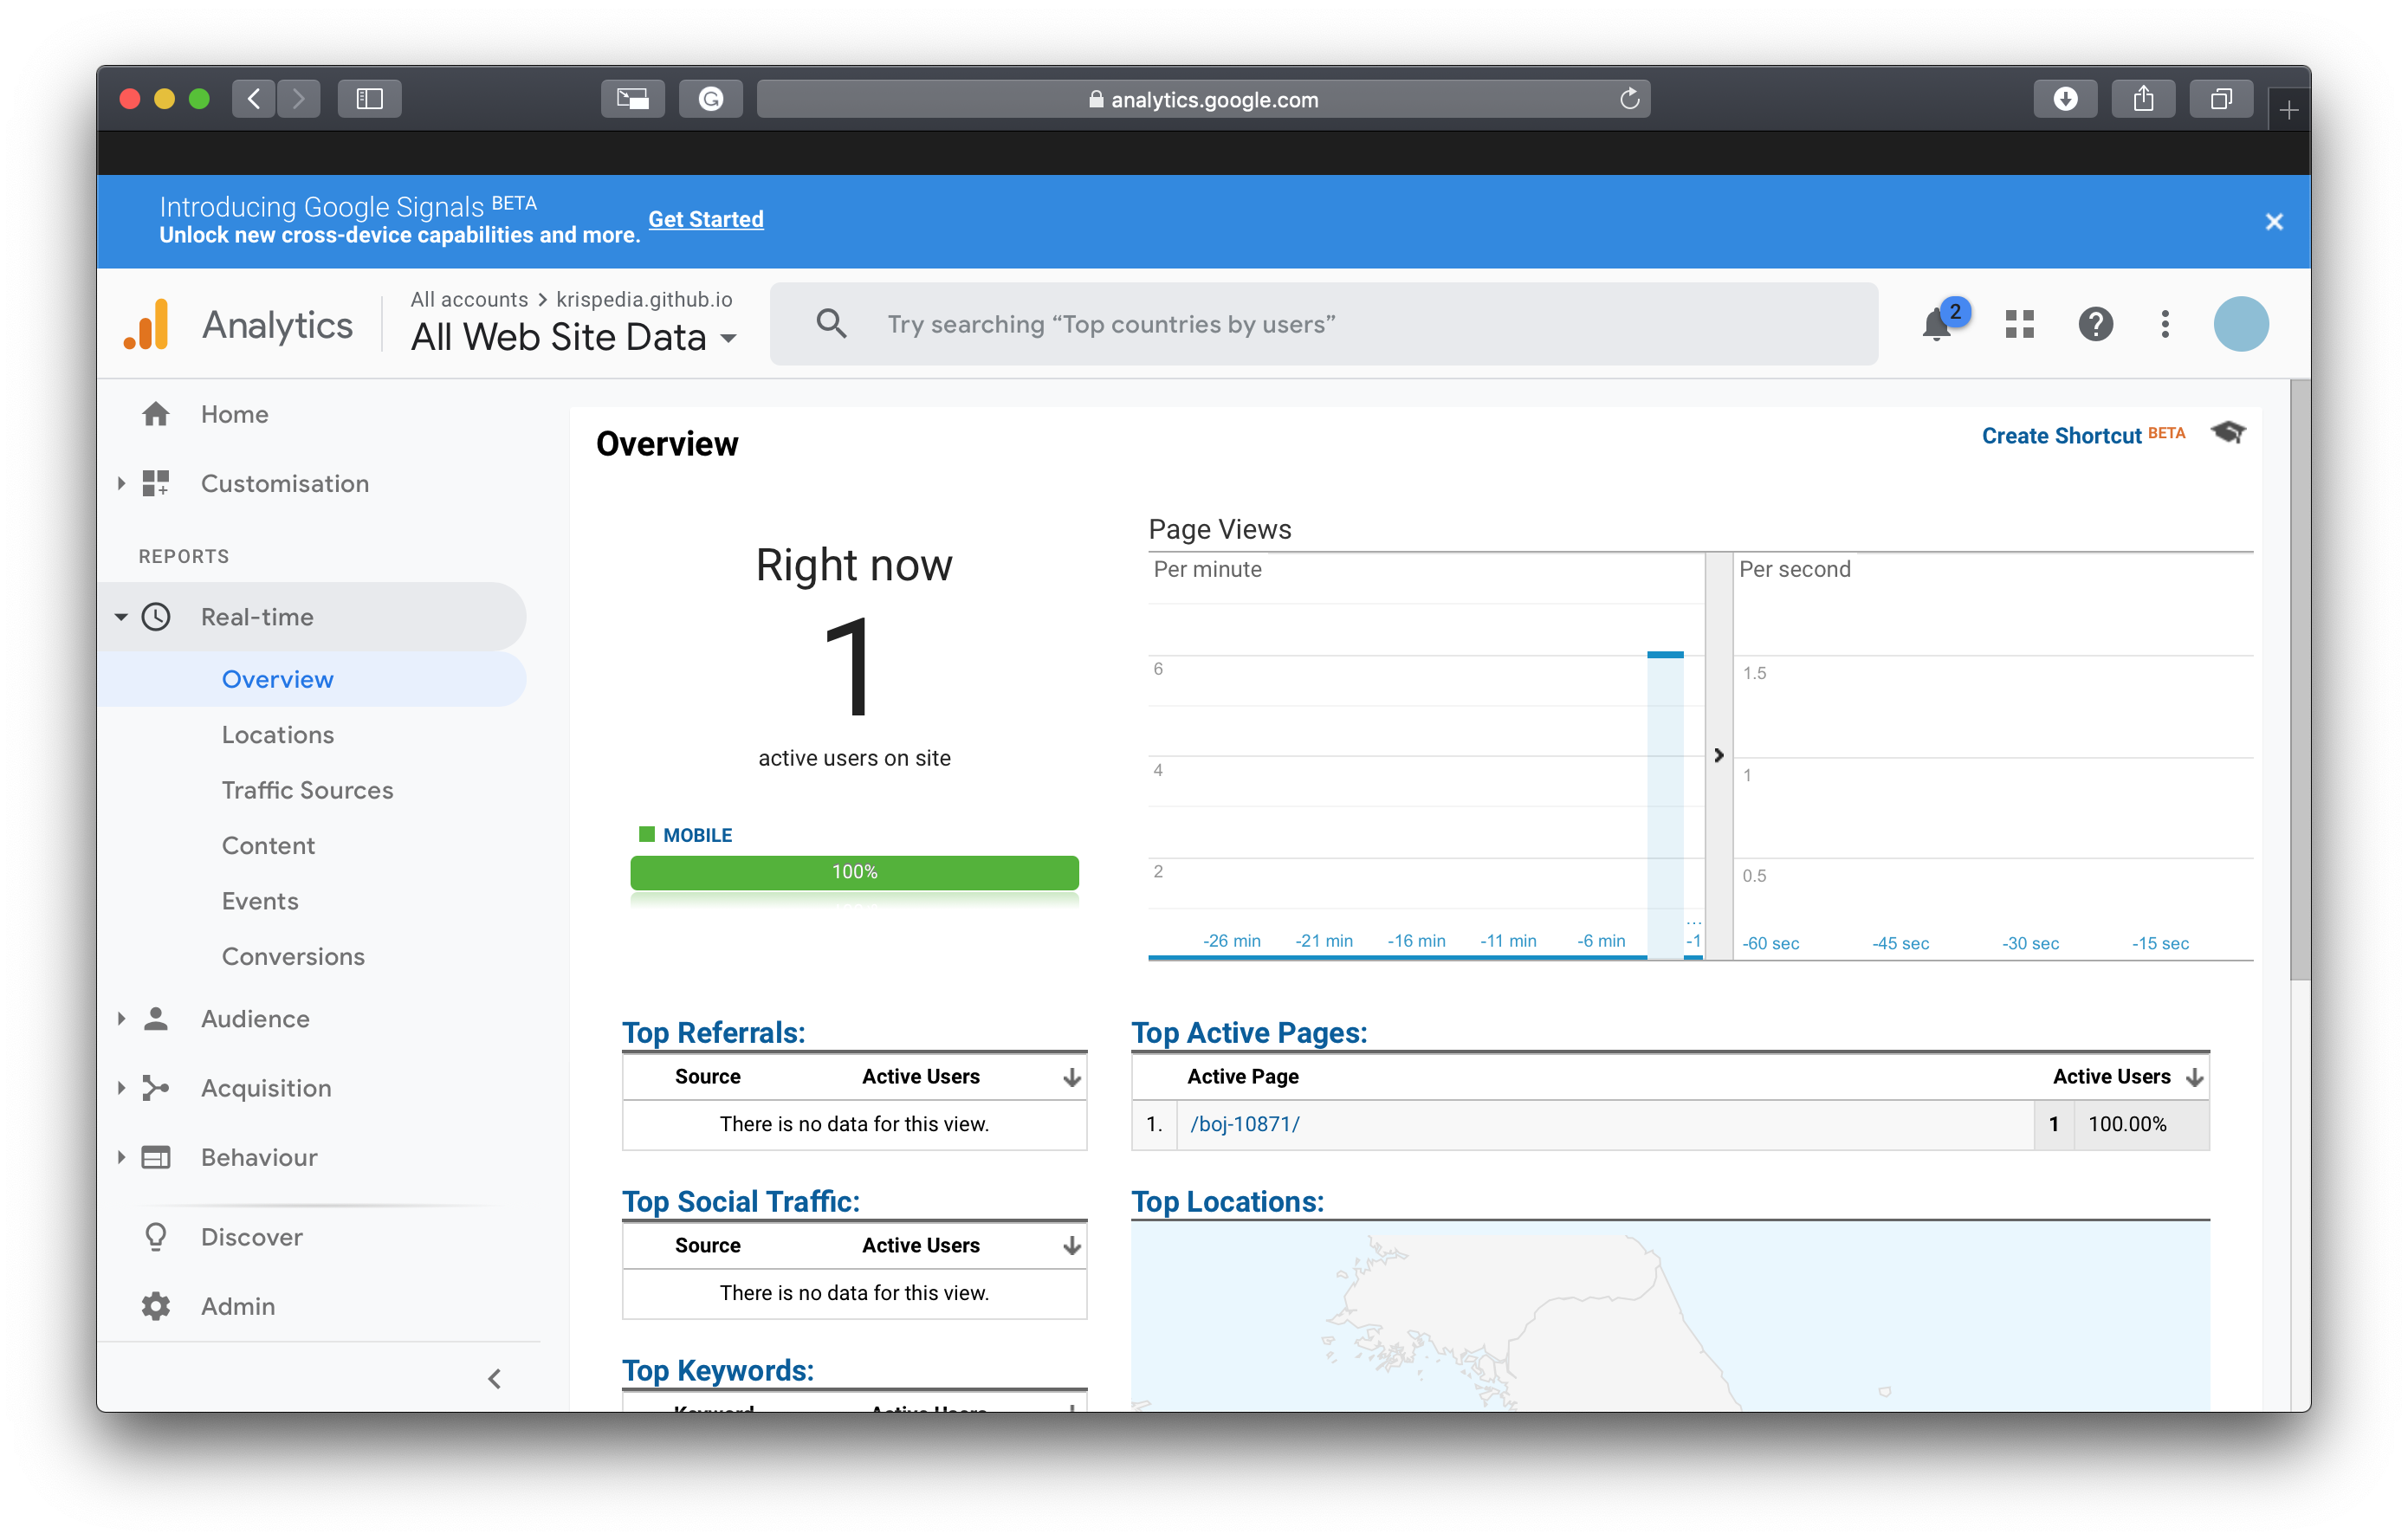 analytics.google.com
Introducing Google Signals BETA
Unlock new cross-device capabilities and more. Get Started
Analytics
All accounts > krispedia.github.io
All Web Site Data
Try searching “Top countries by users”
2
Home
Customisation
REPORTS
Real-time
Overview
Locations
Traffic Sources
Content
Events
Conversions
Audience
Acquisition
Behaviour
Discover
Admin
Overview
Create Shortcut BETA
Right now
1
active users on site
MOBILE
100%
Page Views
Per minute
6
4
2
-26 min -21 min -16 min -11 min -6 min ... -1
Per second
1.5
1
0.5
-60 sec -45 sec -30 sec -15 sec
Top Referrals:
Source Active Users
There is no data for this view.
Top Active Pages:
Active Page Active Users
1. /boj-10871/ 1 100.00%
Top Social Traffic:
Source Active Users
There is no data for this view.
Top Locations:
Top Keywords:
Keyword Active Users